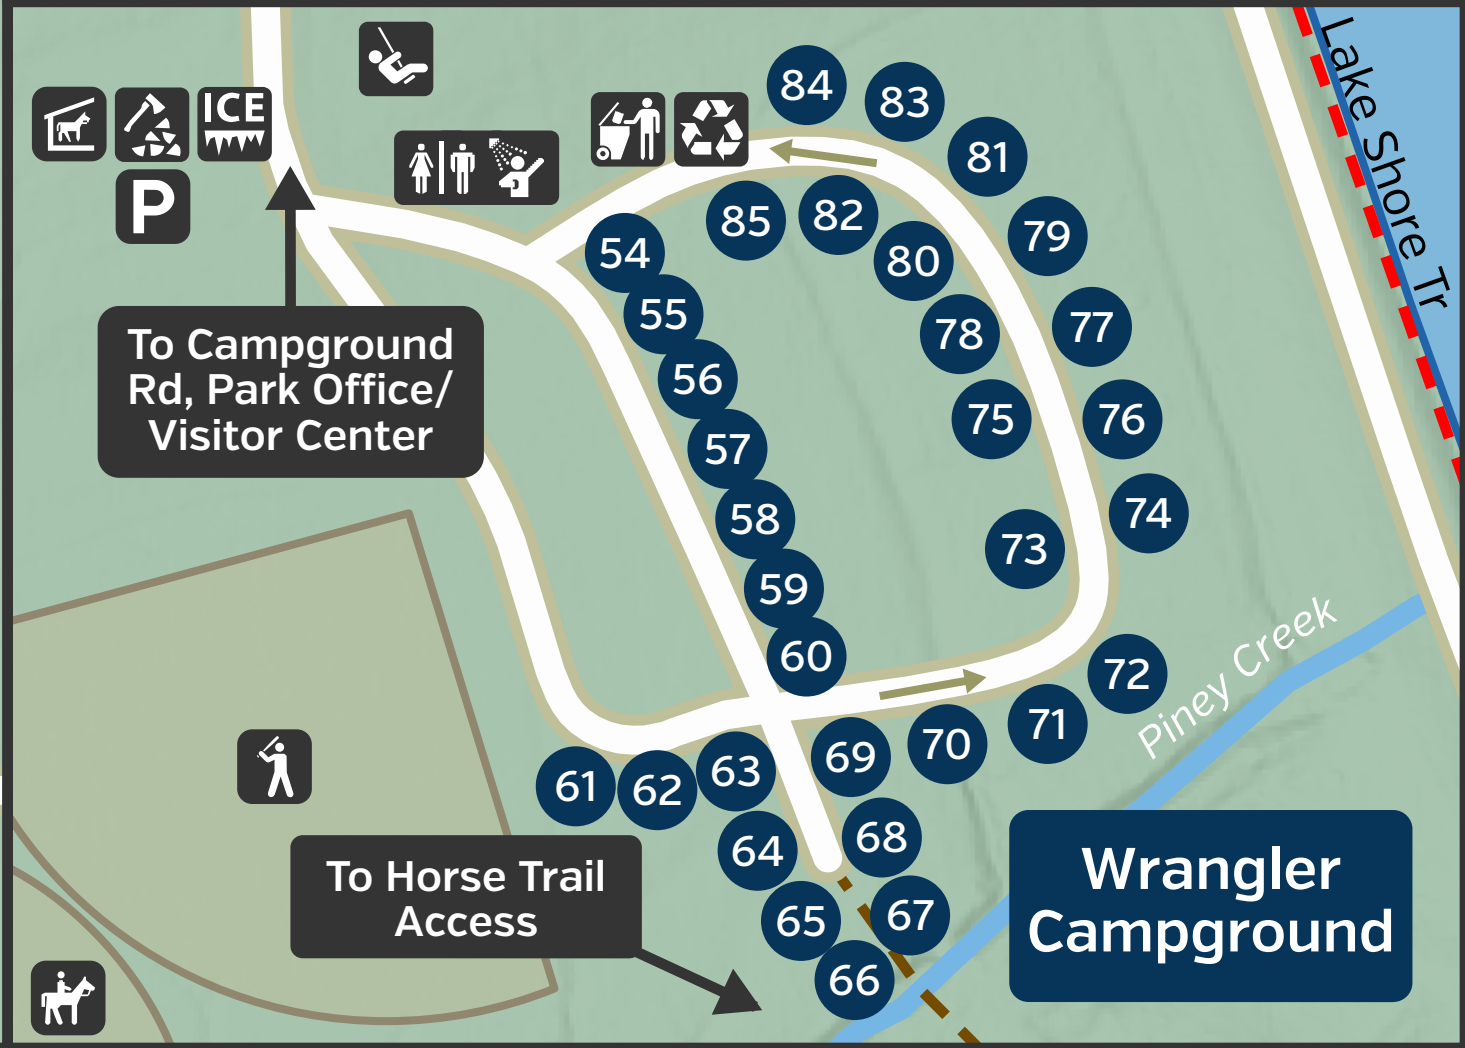 ICE
P
To Campground
Rd, Park Office/
Visitor Center
84
83
81
79
77
76
74
85
82
80
78
75
73
54
55
56
57
58
59
60
61
62
63
64
65
66
67
68
69
70
71
72
Lake Shore Tr
Piney Creek
To Horse Trail
Access
Wrangler
Campground